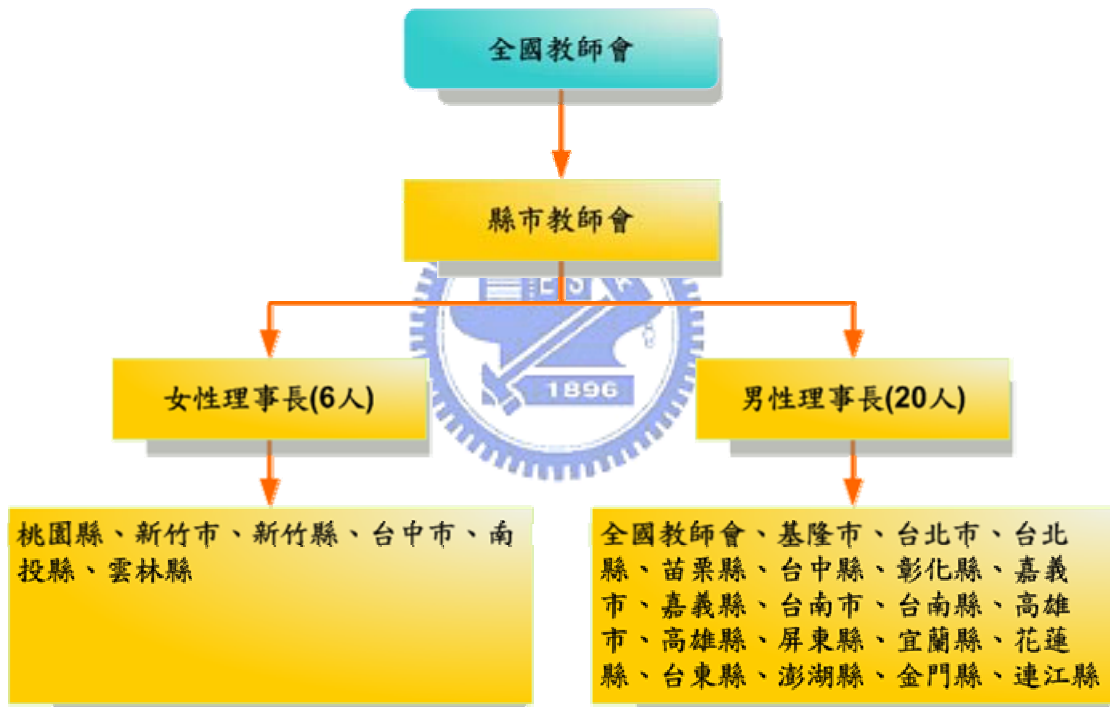 全國教師會
縣市教師會
E S
1896
女性理事長(6人)
男性理事長(20人)
桃園縣、新竹市、新竹縣、台中市、南
投縣、雲林縣
全國教師會、基隆市、台北市、台北
縣、苗栗縣、台中縣、彰化縣、嘉義
市、嘉義縣、台南市、台南縣、高雄
市、高雄縣、屏東縣、宜蘭縣、花蓮
縣、台東縣、澎湖縣、金門縣、連江縣